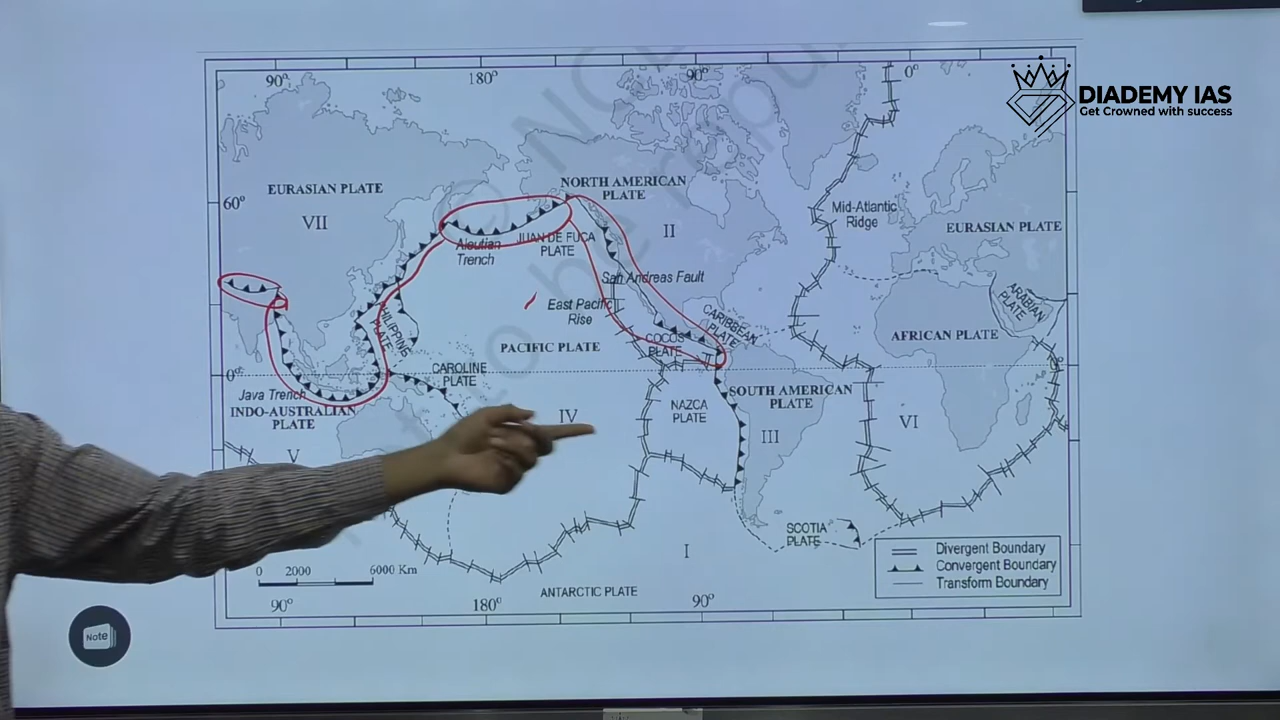 DIADEMY IAS
Get Crowned with success
90°
180°
90°
0°
60°
0°
EURASIAN PLATE
VII
NORTH AMERICAN
PLATE
II
Aleutian
Trench
JUAN DE FUCA
PLATE
San Andreas Fault
East Pacific
Rise
Mid-Atlantic
Ridge
EURASIAN PLATE
ARABIAN
PLATE
AFRICAN PLATE
PHILIPPINE
PLATE
PACIFIC PLATE
COCOS
PLATE
CARIBBEAN
PLATE
CAROLINE
PLATE
0°
Java Trench
INDO-AUSTRALIAN
PLATE
V
IV
NAZCA
PLATE
SOUTH AMERICAN
PLATE
III
VI
SCOTIA
PLATE
I
ANTARCTIC PLATE
0 2000 6000 Km
Divergent Boundary
Convergent Boundary
Transform Boundary
90°
180°
90°
Note